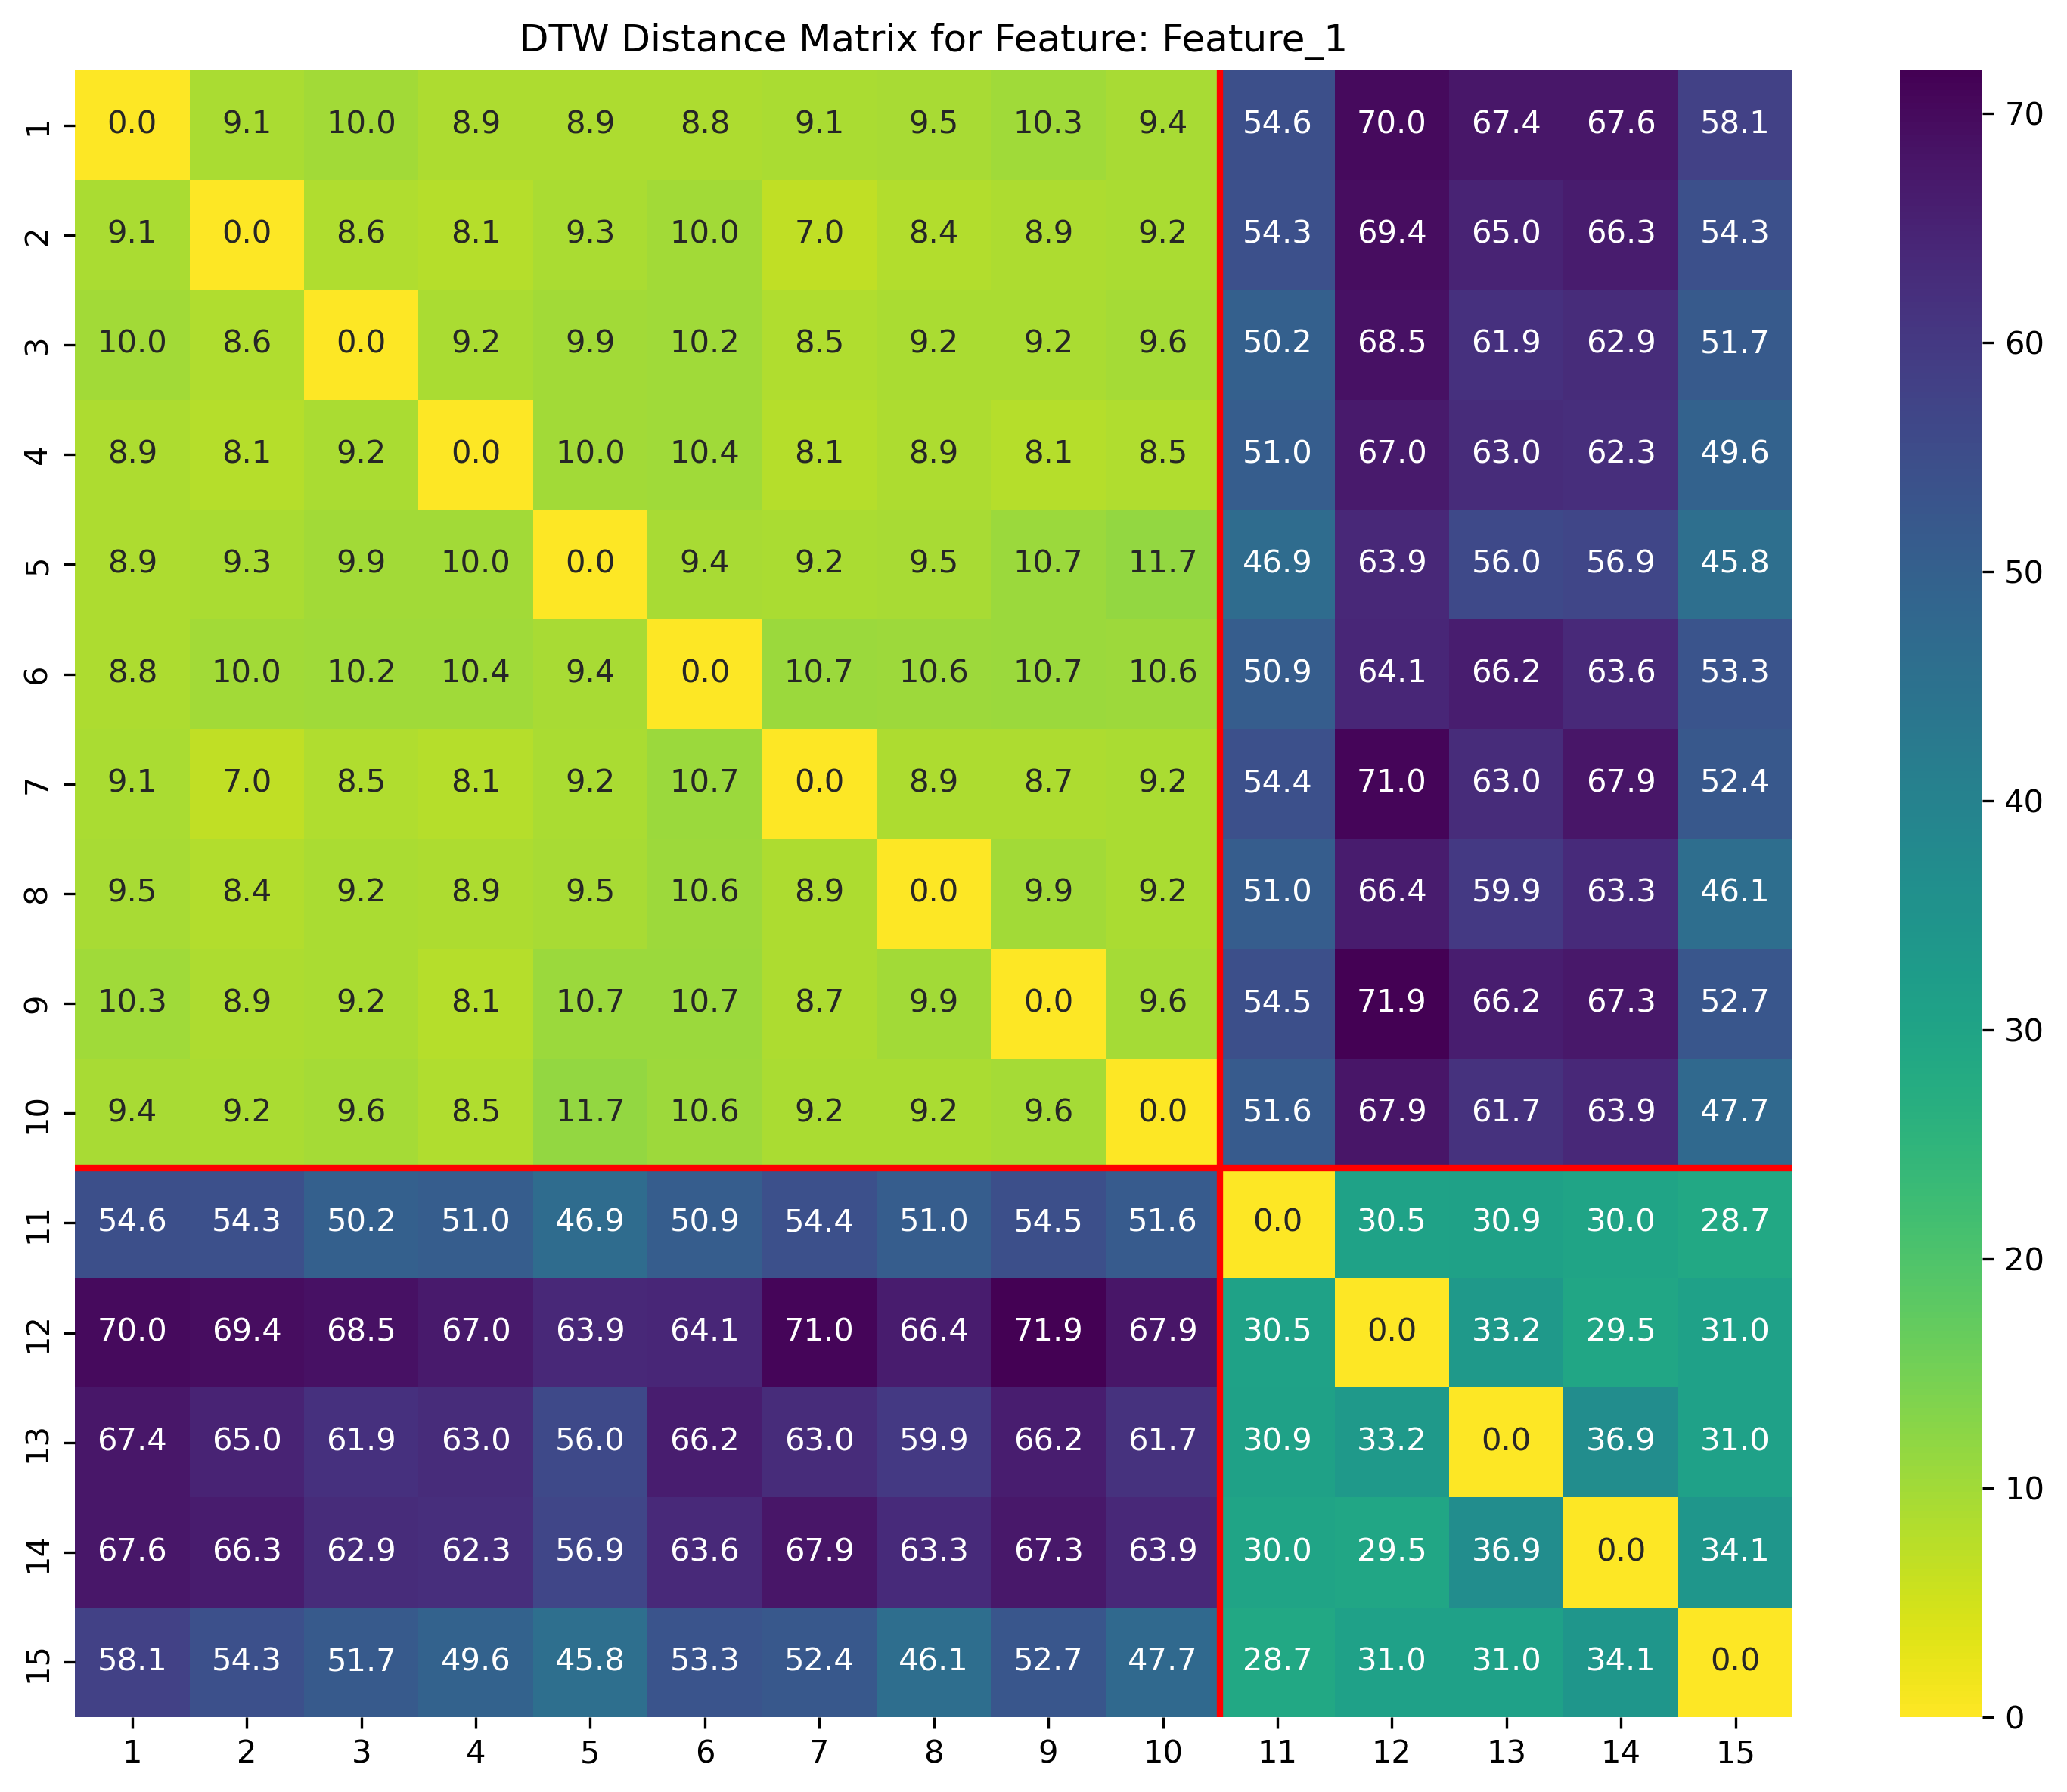 DTW Distance Matrix for Feature: Feature_1
1 0.0 9.1 10.0 8.9 8.9 8.8 9.1 9.5 10.3 9.4 54.6 70.0 67.4 67.6 58.1
2 9.1 0.0 8.6 8.1 9.3 10.0 7.0 8.4 8.9 9.2 54.3 69.4 65.0 66.3 54.3
3 10.0 8.6 0.0 9.2 9.9 10.2 8.5 9.2 9.2 9.6 50.2 68.5 61.9 62.9 51.7
4 8.9 8.1 9.2 0.0 10.0 10.4 8.1 8.9 8.1 8.5 51.0 67.0 63.0 62.3 49.6
5 8.9 9.3 9.9 10.0 0.0 9.4 9.2 9.5 10.7 11.7 46.9 63.9 56.0 56.9 45.8
6 8.8 10.0 10.2 10.4 9.4 0.0 10.7 10.6 10.7 10.6 50.9 64.1 66.2 63.6 53.3
7 9.1 7.0 8.5 8.1 9.2 10.7 0.0 8.9 8.7 9.2 54.4 71.0 63.0 67.9 52.4
8 9.5 8.4 9.2 8.9 9.5 10.6 8.9 0.0 9.9 9.2 51.0 66.4 59.9 63.3 46.1
9 10.3 8.9 9.2 8.1 10.7 10.7 8.7 9.9 0.0 9.6 54.5 71.9 66.2 67.3 52.7
10 9.4 9.2 9.6 8.5 11.7 10.6 9.2 9.2 9.6 0.0 51.6 67.9 61.7 63.9 47.7
11 54.6 54.3 50.2 51.0 46.9 50.9 54.4 51.0 54.5 51.6 0.0 30.5 30.9 30.0 28.7
12 70.0 69.4 68.5 67.0 63.9 64.1 71.0 66.4 71.9 67.9 30.5 0.0 33.2 29.5 31.0
13 67.4 65.0 61.9 63.0 56.0 66.2 63.0 59.9 66.2 61.7 30.9 33.2 0.0 36.9 31.0
14 67.6 66.3 62.9 62.3 56.9 63.6 67.9 63.3 67.3 63.9 30.0 29.5 36.9 0.0 34.1
15 58.1 54.3 51.7 49.6 45.8 53.3 52.4 46.1 52.7 47.7 28.7 31.0 31.0 34.1 0.0
1 2 3 4 5 6 7 8 9 10 11 12 13 14 15
70
60
50
40
30
20
10
0